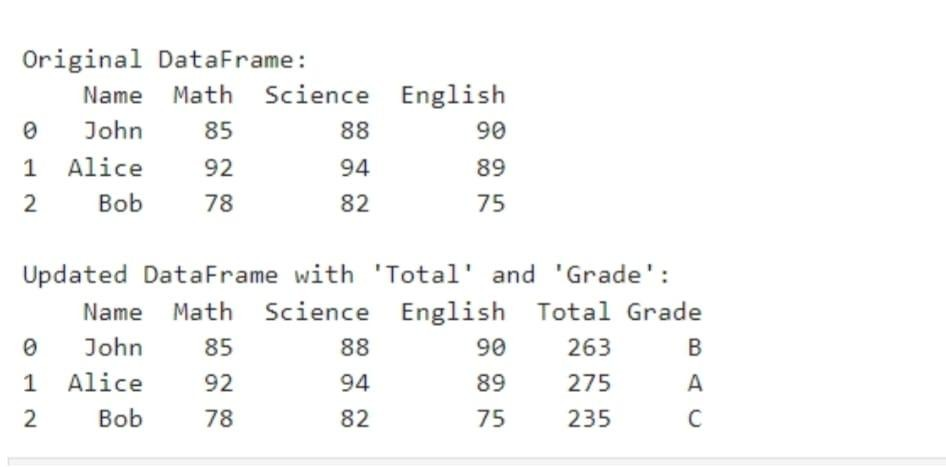 Original DataFrame:
Name Math Science English
0 John 85 88 90
1 Alice 92 94 89
2 Bob 78 82 75
Updated DataFrame with 'Total' and 'Grade':
Name Math Science English Total Grade
0 John 85 88 90 263 B
1 Alice 92 94 89 275 A
2 Bob 78 82 75 235 C